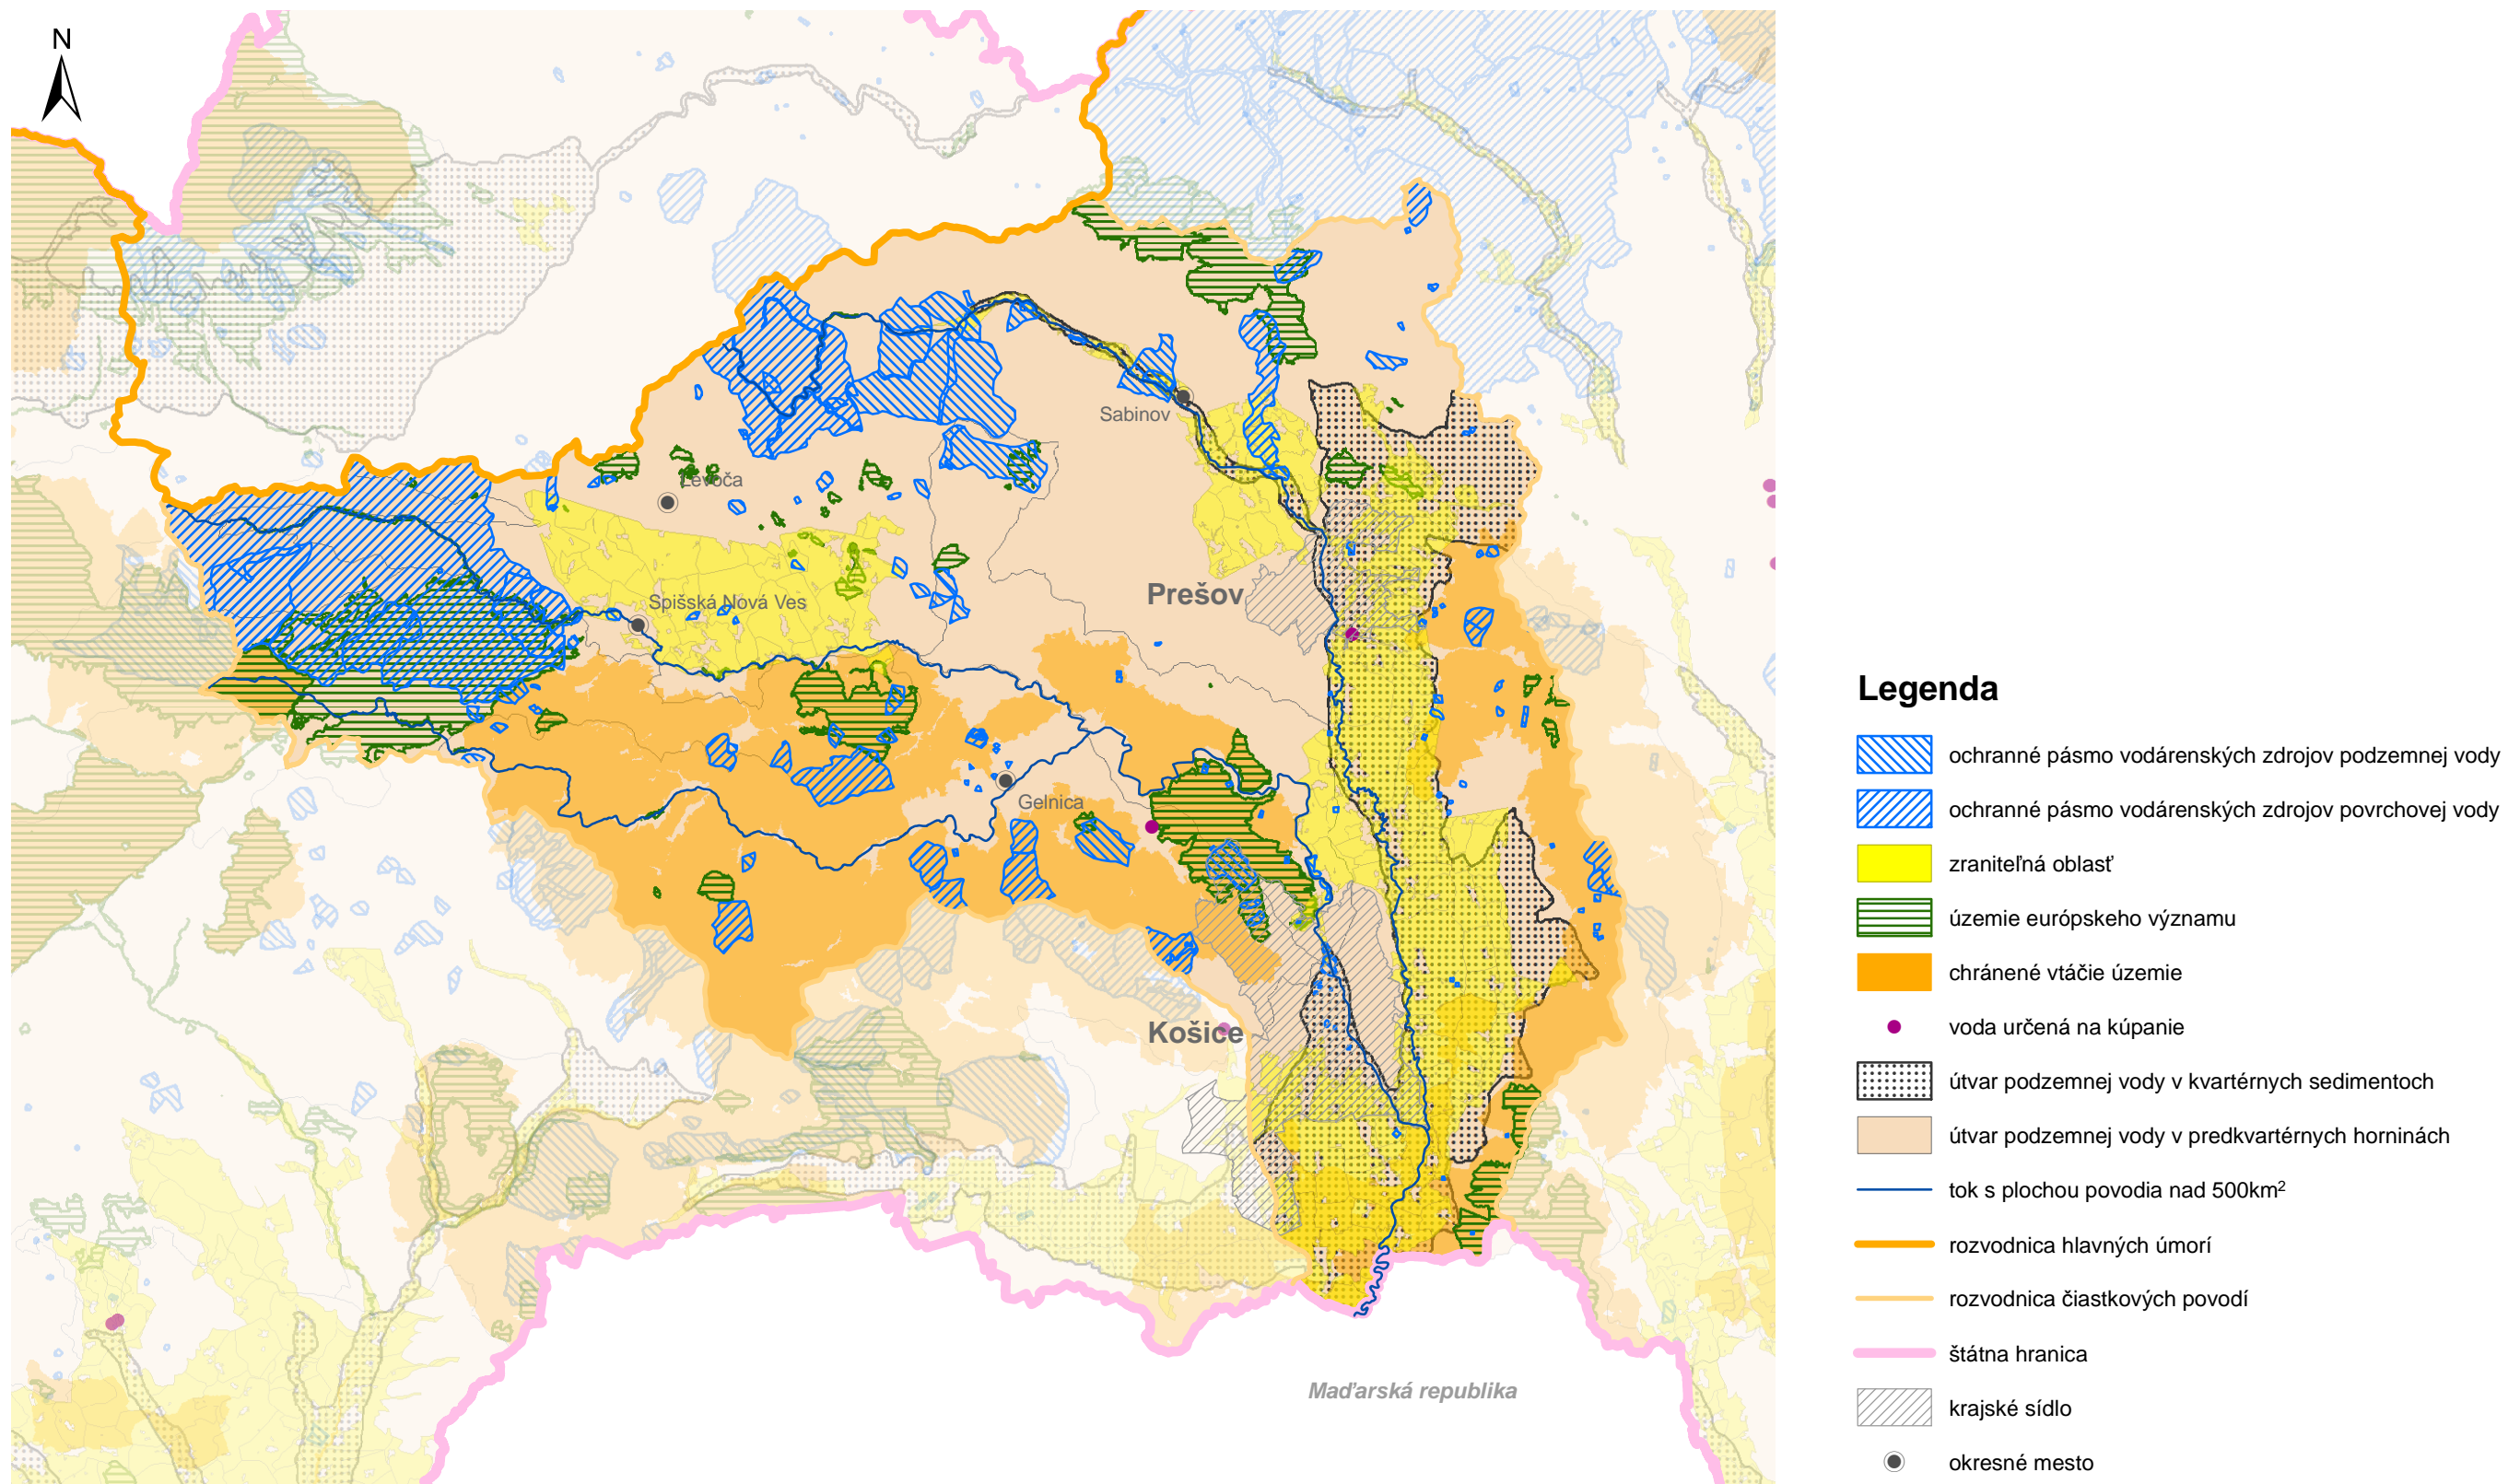 N
Sabinov
Levoča
Prešov
Spišská Nová Ves
Gelnica
Košice
Maďarská republika
Legenda
ochranné pásmo vodárenských zdrojov podzemnej vody
ochranné pásmo vodárenských zdrojov povrchovej vody
zraniteľná oblasť
územie európskeho významu
chránené vtáčie územie
voda určená na kúpanie
útvar podzemnej vody v kvartérnych sedimentoch
útvar podzemnej vody v predkvartérnych horninách
tok s plochou povodia nad 500km²
rozvodnica hlavných úmorí
rozvodnica čiastkových povodí
štátna hranica
krajské sídlo
okresné mesto